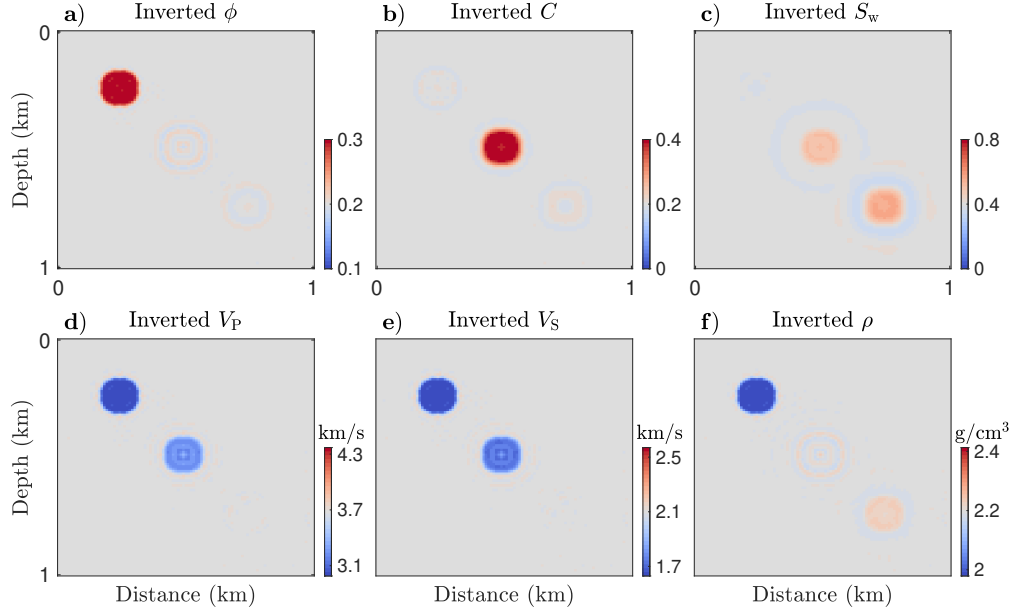 a) Inverted ϕ
b) Inverted C
c) Inverted S_w
0
Depth (km)
1
0
1
0.3
0.2
0.1
0
1
0.4
0.2
0
0
1
0.8
0.4
0
d) Inverted V_P
e) Inverted V_S
f) Inverted ρ
0
Depth (km)
1
km/s
4.3
3.7
3.1
km/s
2.5
2.1
1.7
g/cm³
2.4
2.2
2
Distance (km)
Distance (km)
Distance (km)